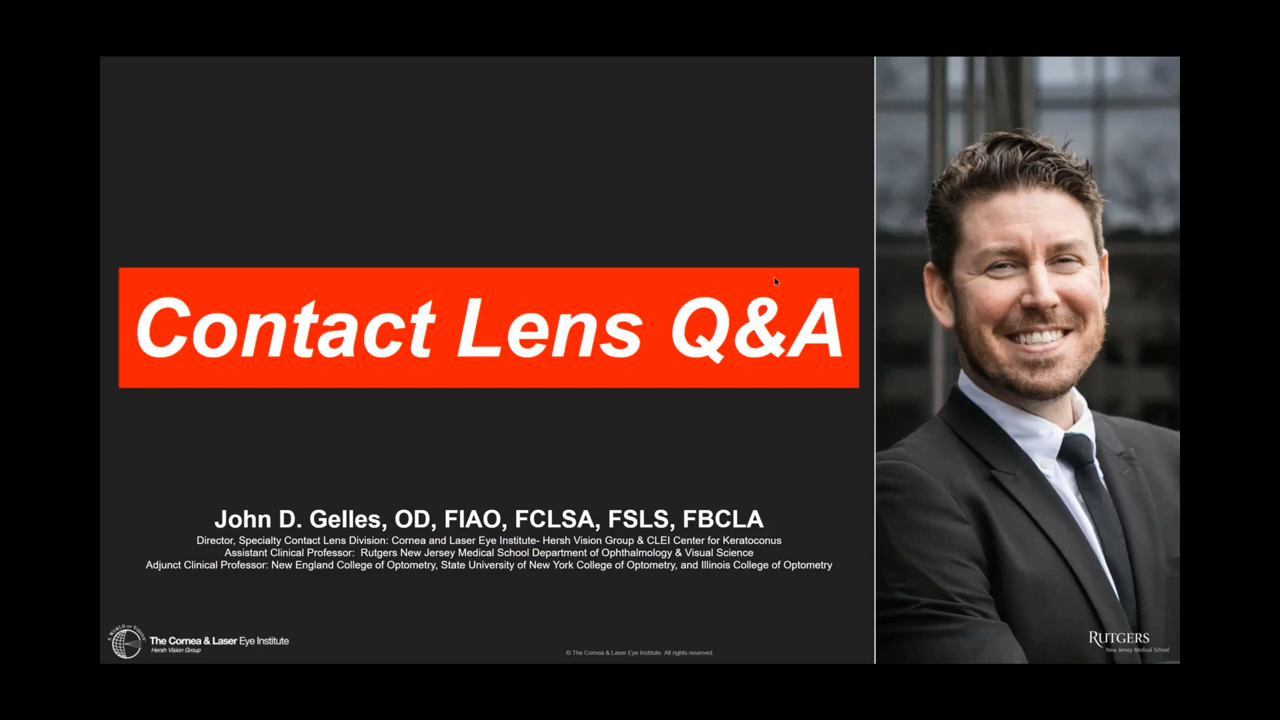 Contact Lens Q&A
John D. Gelles, OD, FIAO, FCLSA, FSLS, FBCLA
Director, Specialty Contact Lens Division: Cornea and Laser Eye Institute- Hersh Vision Group & CLEI Center for Keratoconus
Assistant Clinical Professor: Rutgers New Jersey Medical School Department of Ophthalmology & Visual Science
Adjunct Clinical Professor: New England College of Optometry, State University of New York College of Optometry, and Illinois College of Optometry
A WORLD OF VISION
The Cornea & Laser Eye Institute
Hersh Vision Group
© The Cornea & Laser Eye Institute. All rights reserved
RUTGERS
New Jersey Medical School